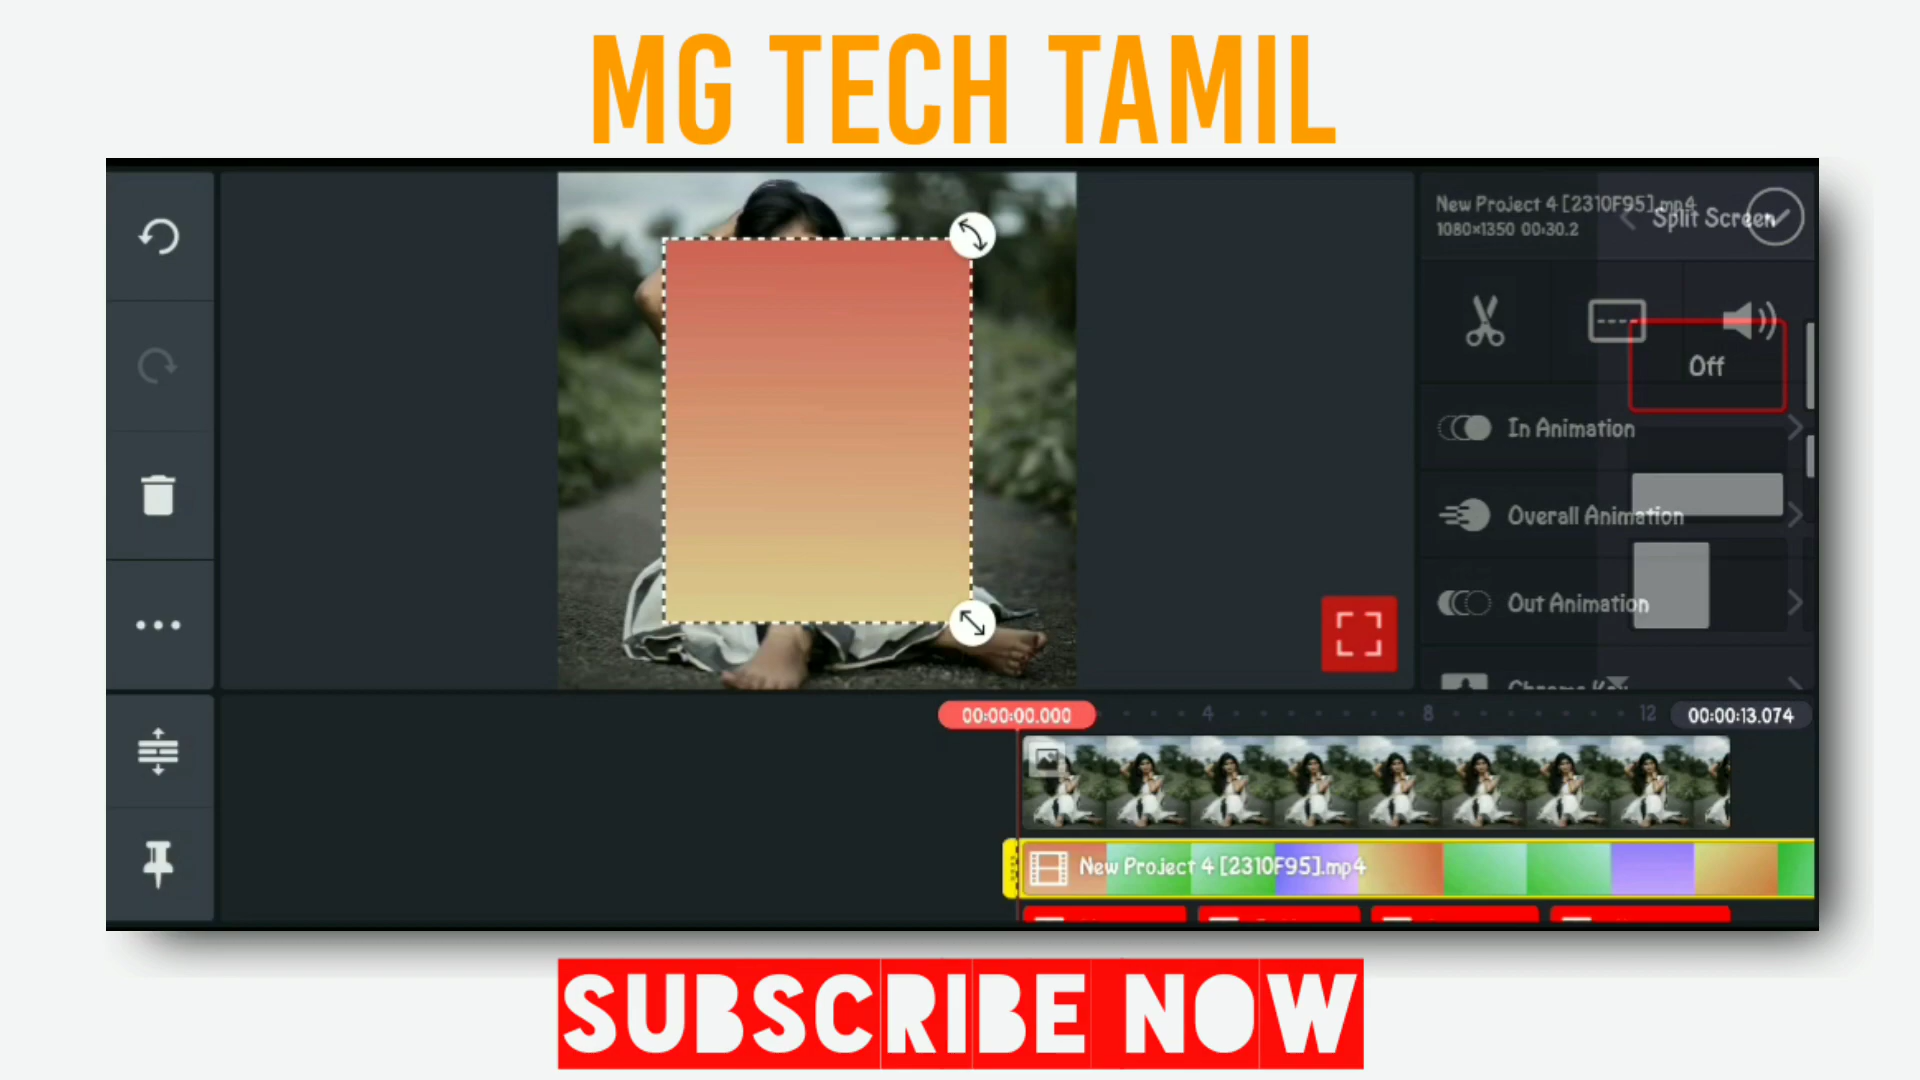 MG TECH TAMIL
New Project 4 [2310F95].mp4
1080×1350 00:30.2
Split Screen
Off
In Animation
Overall Animation
Out Animation
Chroma Key
00:00:00.000
4
8
12
00:00:13.074
New Project 4 [2310F95].mp4
SUBSCRIBE NOW